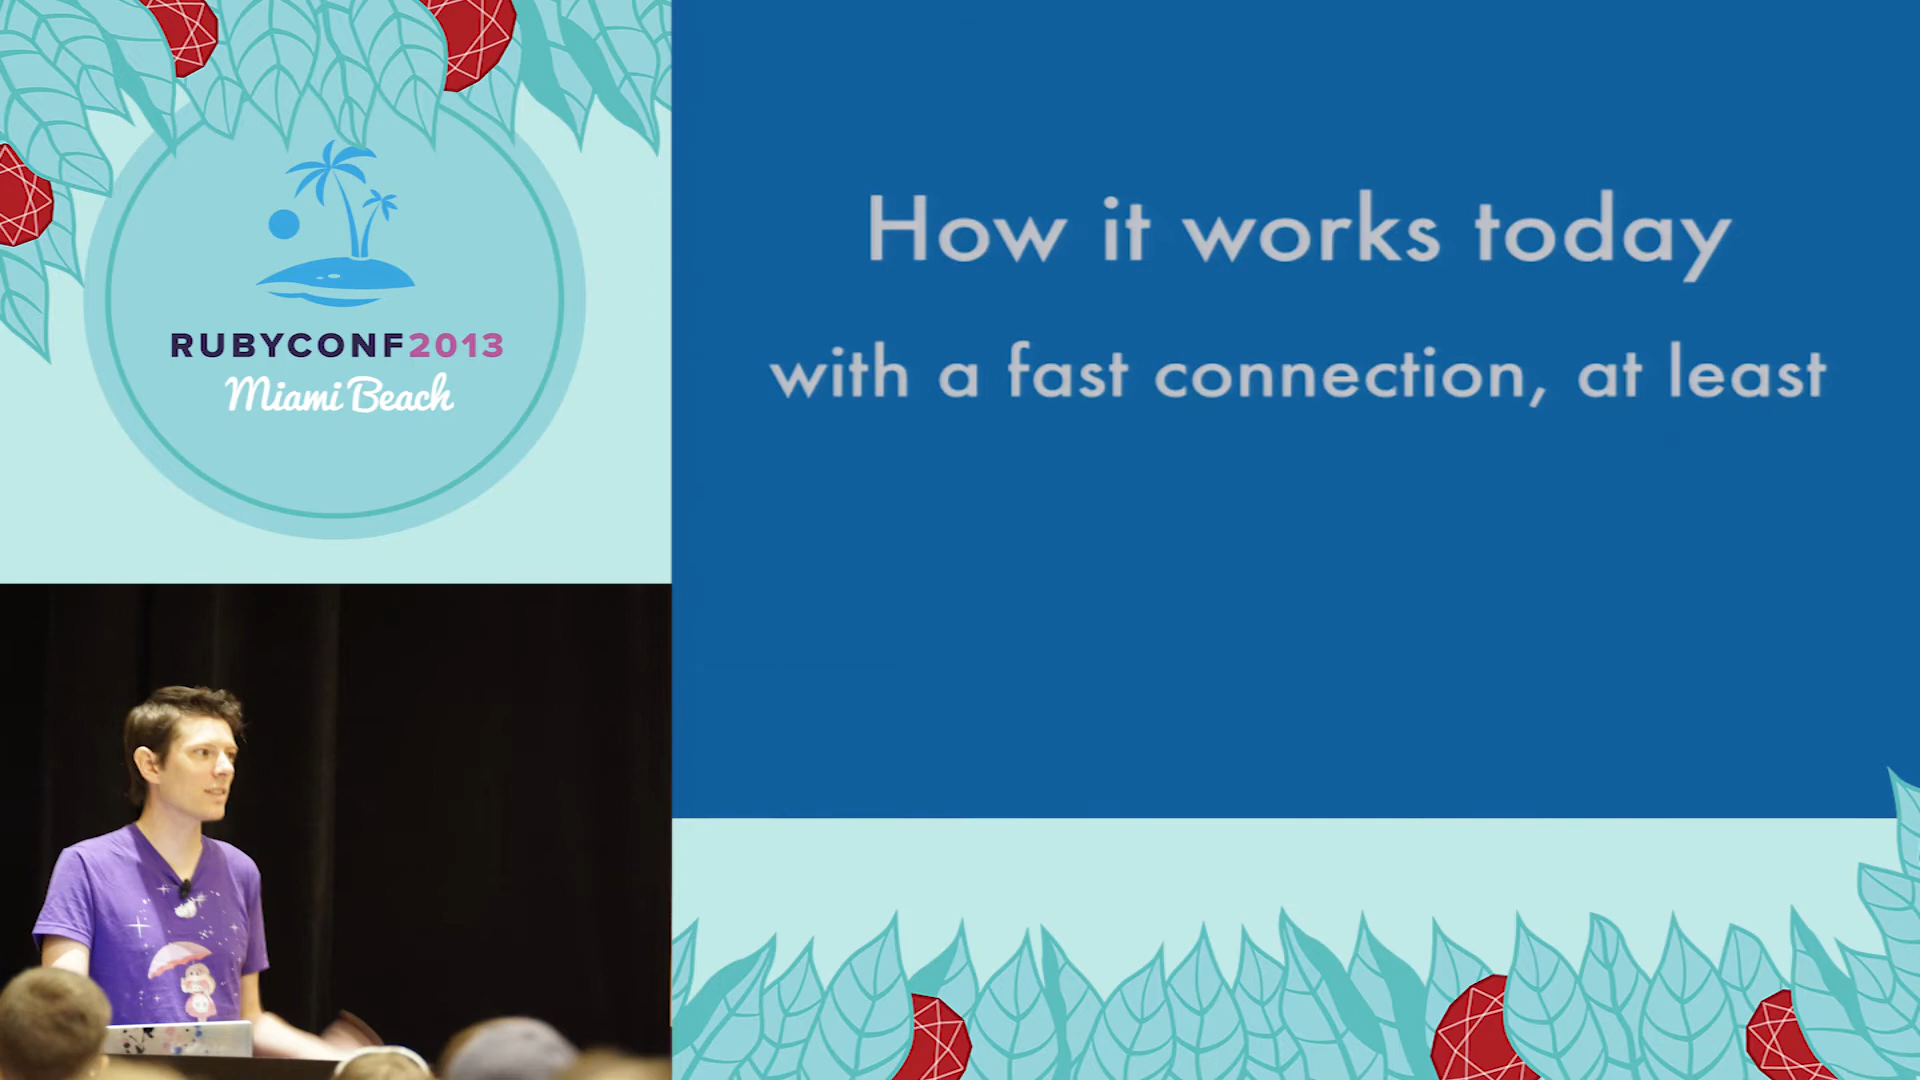 RUBYCONF2013
Miami Beach
How it works today
with a fast connection, at least